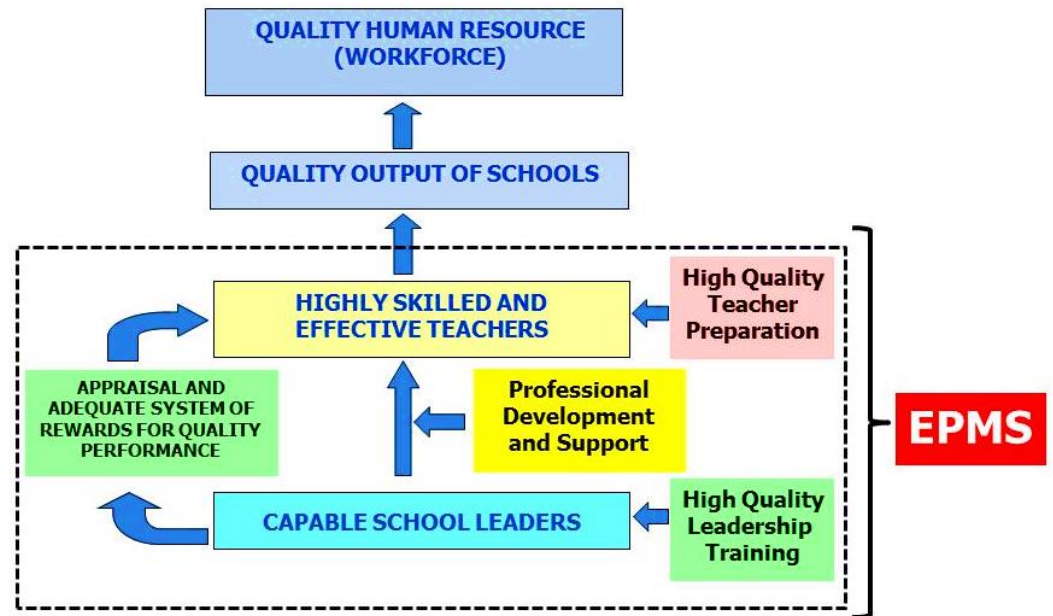 QUALITY HUMAN RESOURCE
(WORKFORCE)
QUALITY OUTPUT OF SCHOOLS
HIGHLY SKILLED AND
EFFECTIVE TEACHERS
High Quality
Teacher
Preparation
APPRAISAL AND
ADEQUATE SYSTEM OF
REWARDS FOR QUALITY
PERFORMANCE
Professional
Development
and Support
EPMS
CAPABLE SCHOOL LEADERS
High Quality
Leadership
Training